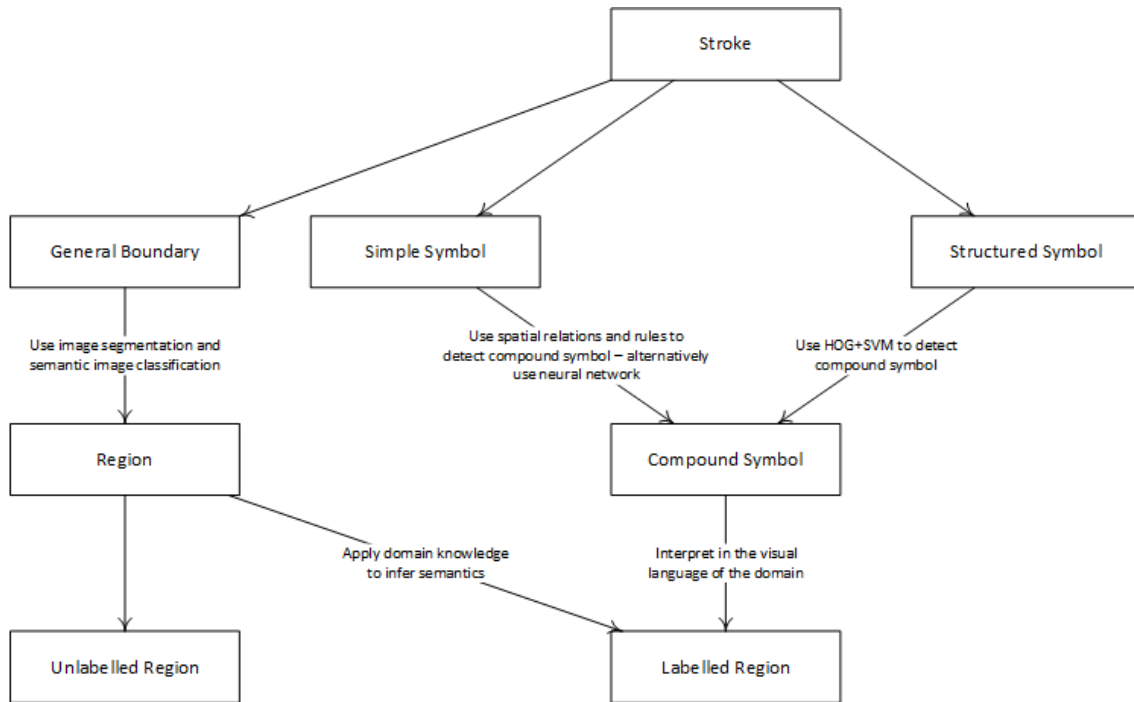 Stroke
General Boundary
Simple Symbol
Structured Symbol
Use image segmentation and
semantic image classification
Use spatial relations and rules to
detect compound symbol – alternatively
use neural network
Use HOG+SVM to detect
compound symbol
Region
Compound Symbol
Apply domain knowledge
to infer semantics
Interpret in the visual
language of the domain
Unlabelled Region
Labelled Region